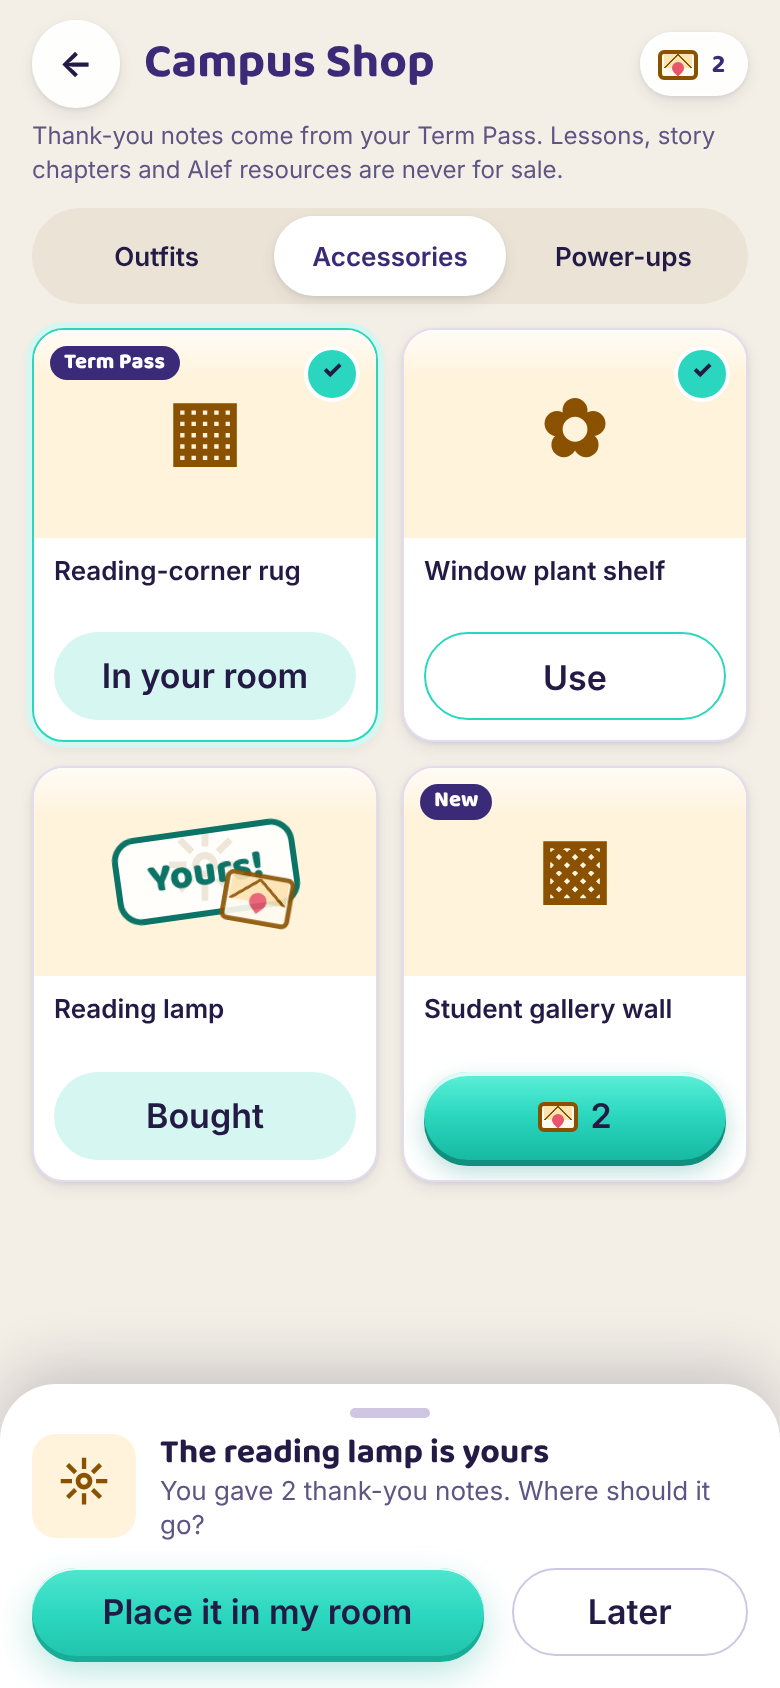 Campus Shop
2
Thank-you notes come from your Term Pass. Lessons, story
chapters and Alef resources are never for sale.
Outfits
Accessories
Power-ups
Term Pass
Reading-corner rug
Window plant shelf
In your room
Use
Yours!
New
Reading lamp
Student gallery wall
Bought
2
The reading lamp is yours
You gave 2 thank-you notes. Where should it
go?
Place it in my room
Later